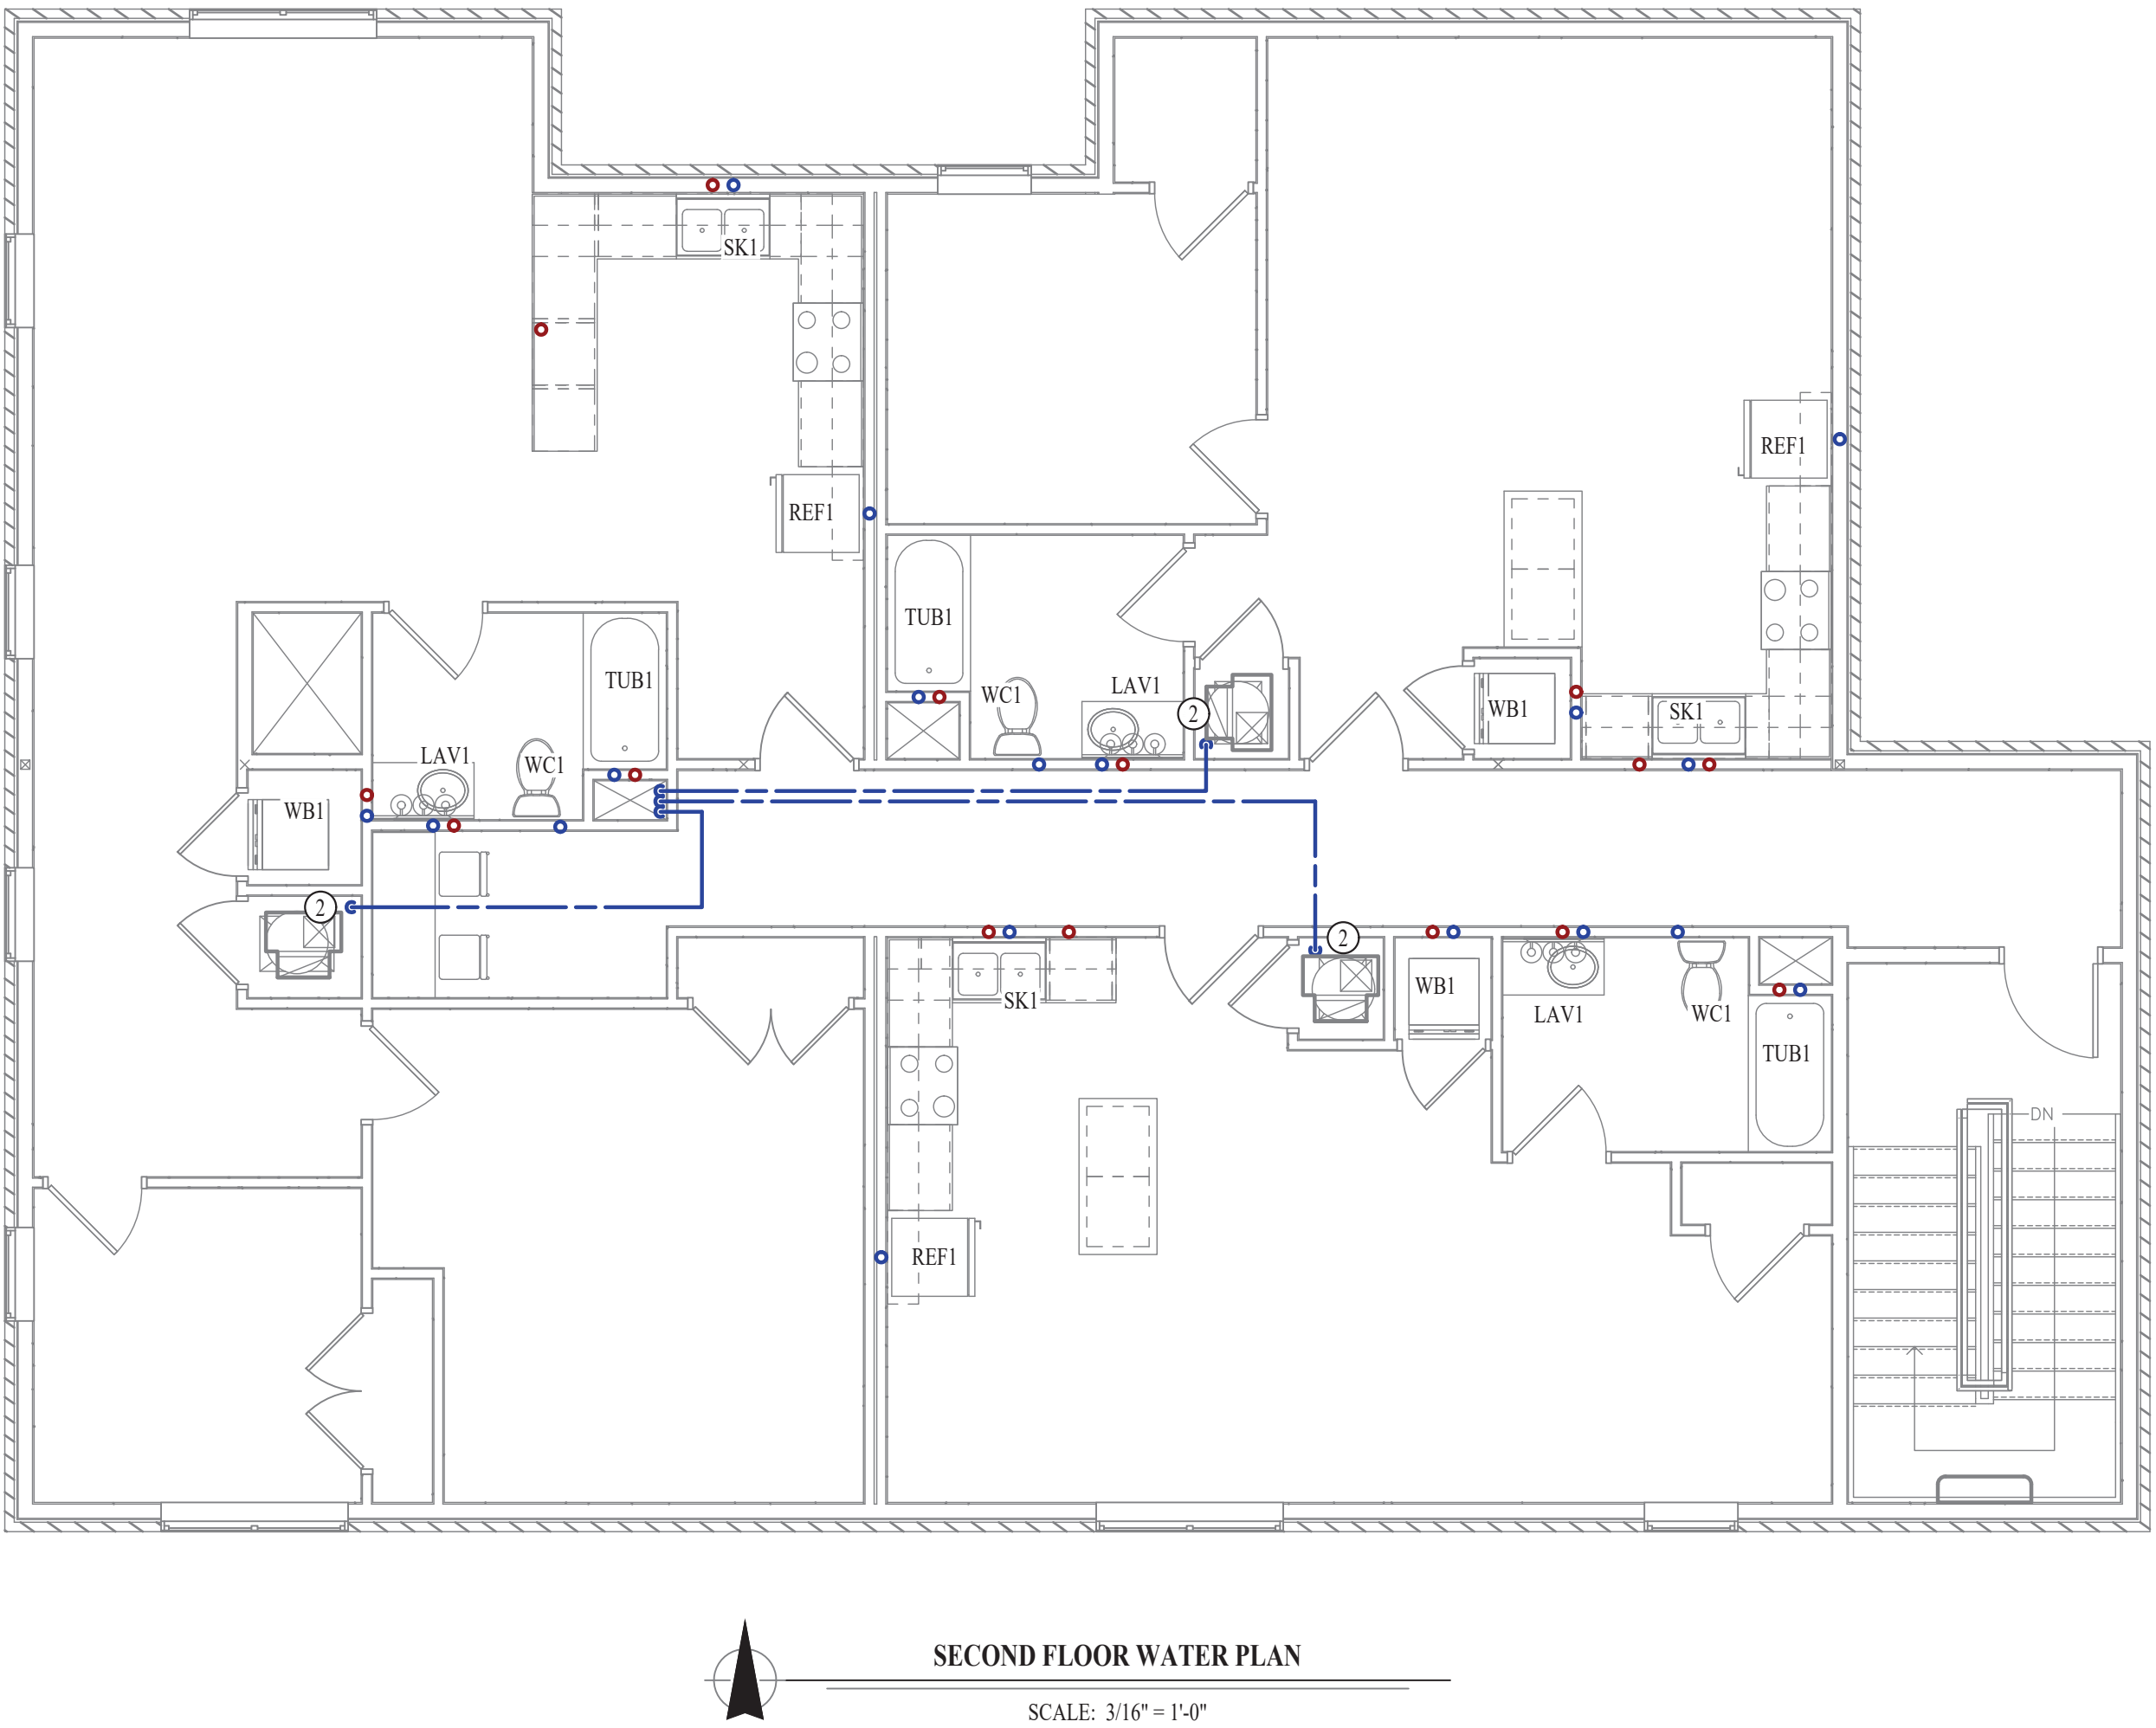 SK1
REF1
REF1
TUB1
TUB1
WC1
LAV1
2
WB1
SK1
LAV1
WC1
WB1
2
2
SK1
WB1
LAV1
WC1
TUB1
DN
REF1
SECOND FLOOR WATER PLAN
SCALE: 3/16" = 1'-0"